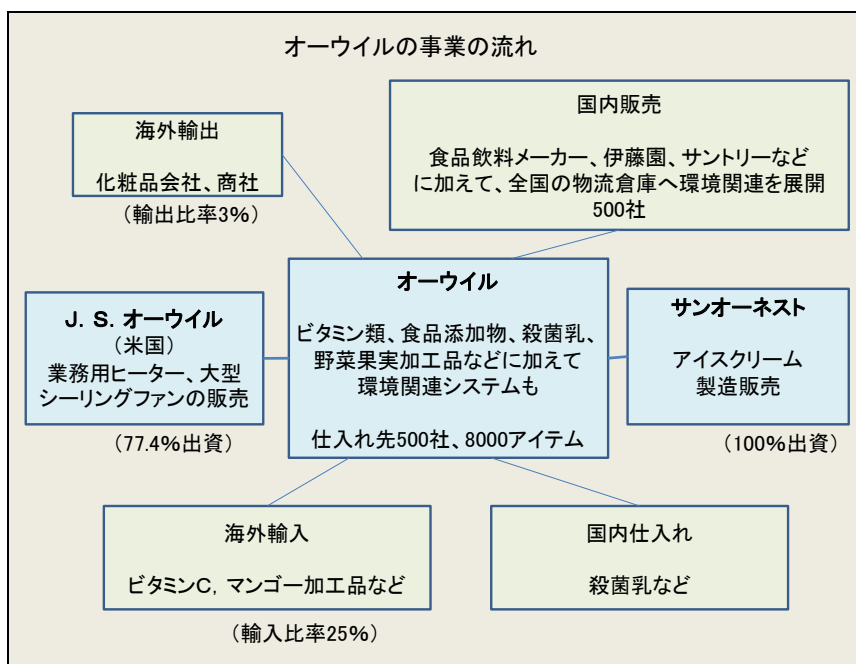 オーウイルの事業の流れ
海外輸出
化粧品会社、商社
（輸出比率3%）
国内販売
食品飲料メーカー、伊藤園、サントリーなど
に加えて、全国の物流倉庫へ環境関連を展開
500社
J．S．オーウイル
（米国）
業務用ヒーター、大型
シーリングファンの販売
（77.4%出資）
オーウイル
ビタミン類、食品添加物、殺菌乳、
野菜果実加工品などに加えて
環境関連システムも
仕入れ先500社、8000アイテム
サンオーネスト
アイスクリーム
製造販売
（100%出資）
海外輸入
ビタミンC，マンゴー加工品など
（輸入比率25%）
国内仕入れ
殺菌乳など